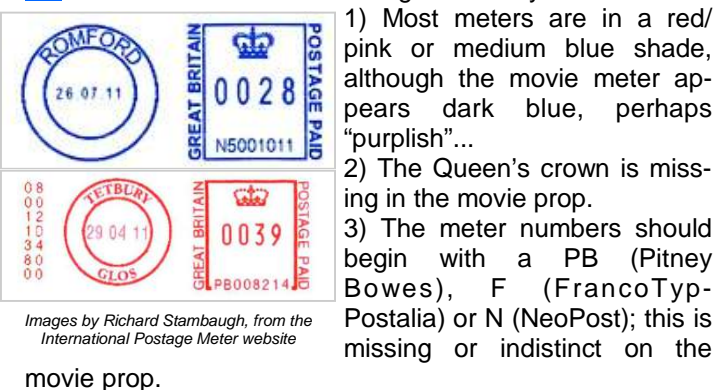 ROMFORD
26.07.11
GREAT BRITAIN
0028
N5001011
POSTAGE PAID
08
00
12
10
34
80
00
TETBURY
29 04 11
GLOS
GREAT BRITAIN
0039
PB008214
POSTAGE PAID
Images by Richard Stambaugh, from the
International Postage Meter website
1) Most meters are in a red/
pink or medium blue shade,
although the movie meter ap-
pears dark blue, perhaps
“purplish”...
2) The Queen’s crown is miss-
ing in the movie prop.
3) The meter numbers should
begin with a PB (Pitney
Bowes), F (FrancoTyp-
Postalia) or N (NeoPost); this is
missing or indistinct on the
movie prop.